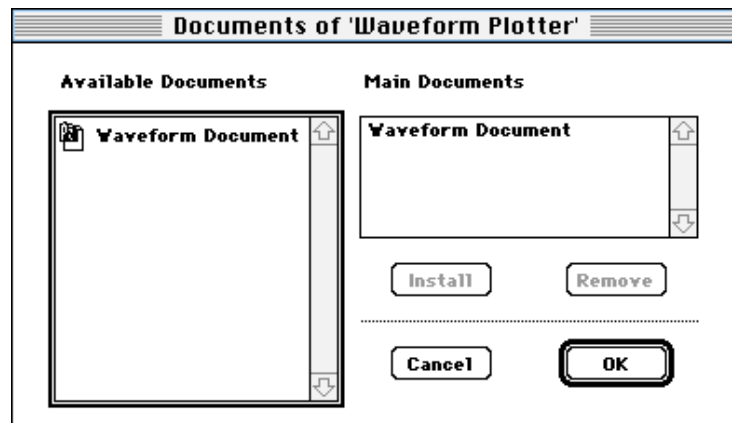 Documents of 'Waveform Plotter'
Available Documents
Waveform Document
Main Documents
Waveform Document
Install
Remove
Cancel
OK